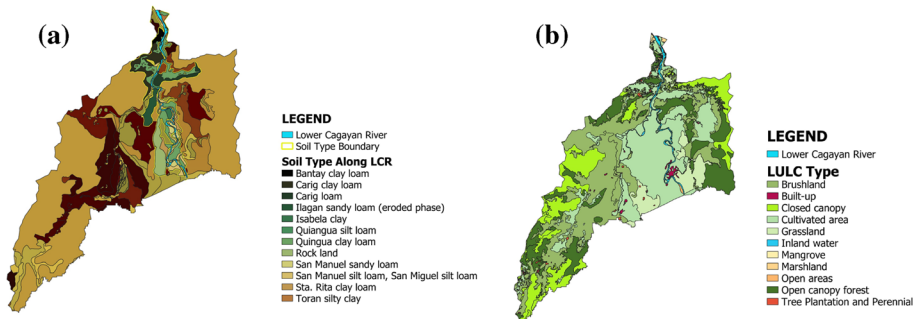 (a)
LEGEND
Lower Cagayan River
Soil Type Boundary
Soil Type Along LCR
Bantay clay loam
Carig clay loam
Carig loam
Ilagan sandy loam (eroded phase)
Isabela clay
Quiangua silt loam
Quingua clay loam
Rock land
San Manuel sandy loam
San Manuel silt loam, San Miguel silt loam
Sta. Rita clay loam
Toran silty clay
(b)
LEGEND
Lower Cagayan River
LULC Type
Brushland
Built-up
Closed canopy
Cultivated area
Grassland
Inland water
Mangrove
Marshland
Open areas
Open canopy forest
Tree Plantation and Perennial